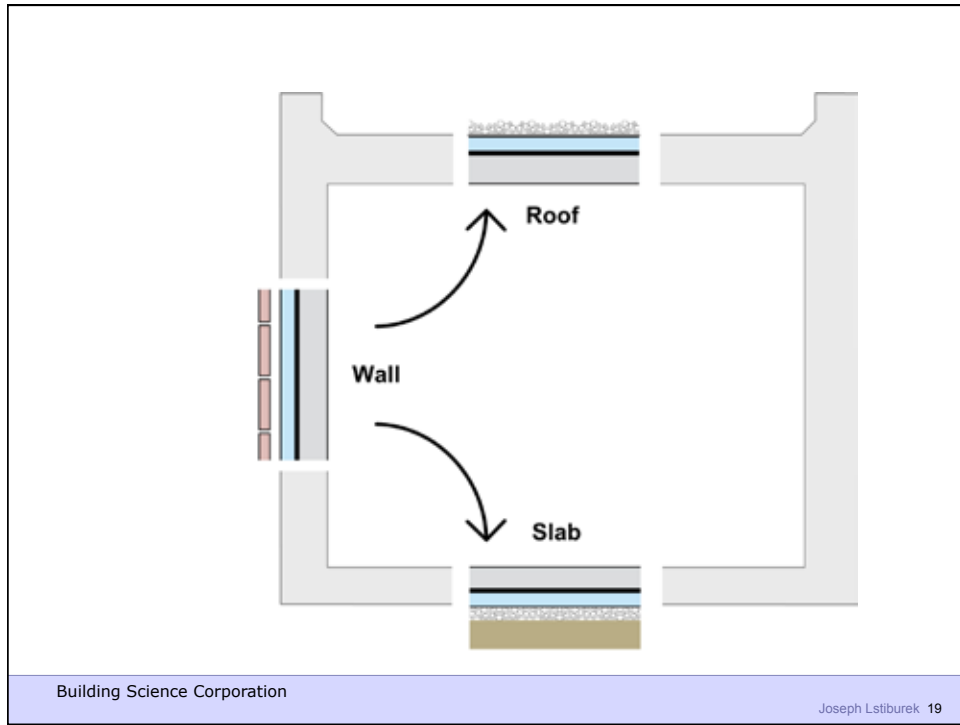 Roof
Wall
Slab
Building Science Corporation
Joseph Lstiburek 19